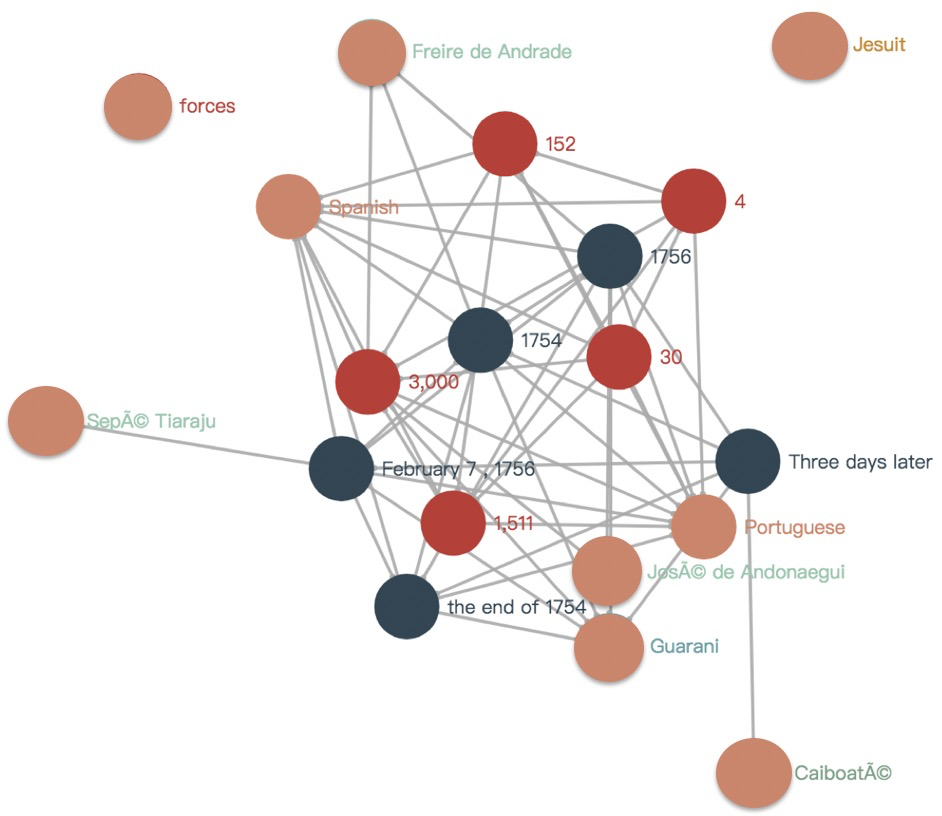 Jesuit
Freire de Andrade
forces
152
4
Spanish
1756
1754
30
3,000
SepÃ© Tiaraju
February 7 , 1756
Three days later
1,511
Portuguese
JosÃ© de Andonaegui
the end of 1754
Guarani
CaiboatÃ©